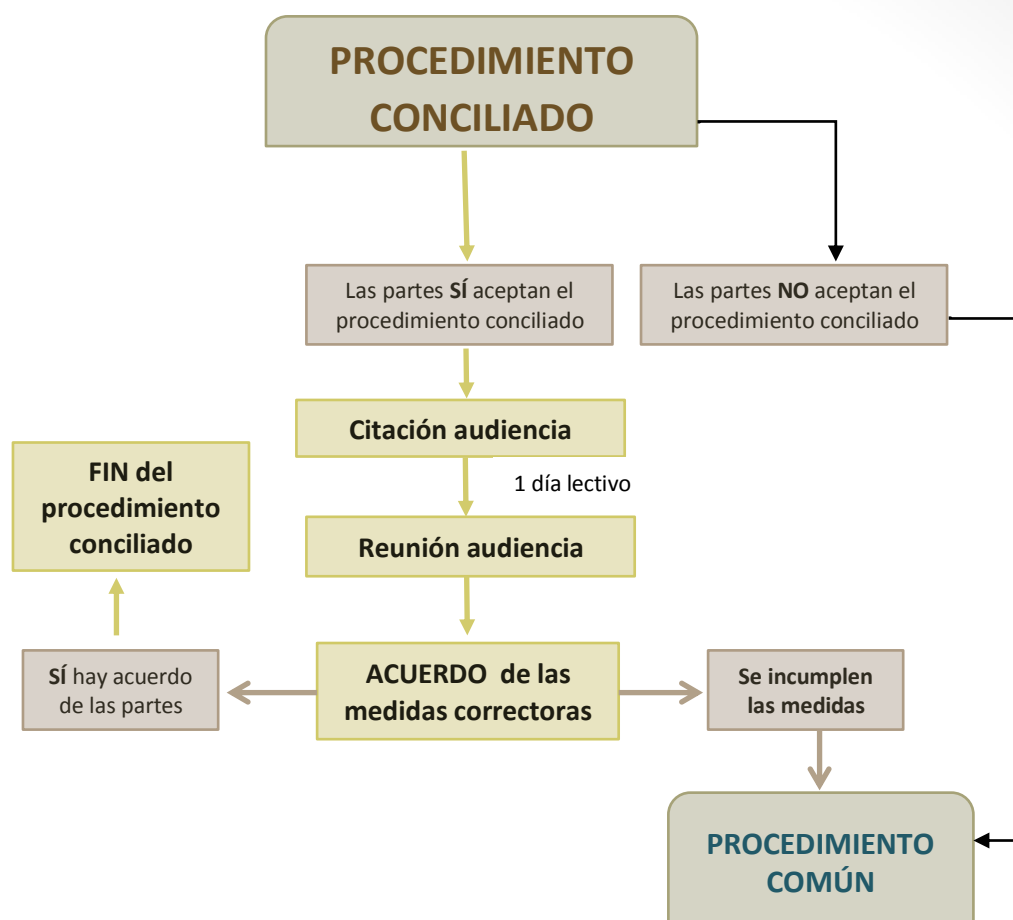 PROCEDIMIENTO
CONCILIADO
Las partes SÍ aceptan el
procedimiento conciliado
Las partes NO aceptan el
procedimiento conciliado
Citación audiencia
1 día lectivo
FIN del
procedimiento
conciliado
Reunión audiencia
SÍ hay acuerdo
de las partes
ACUERDO de las
medidas correctoras
Se incumplen
las medidas
PROCEDIMIENTO
COMÚN